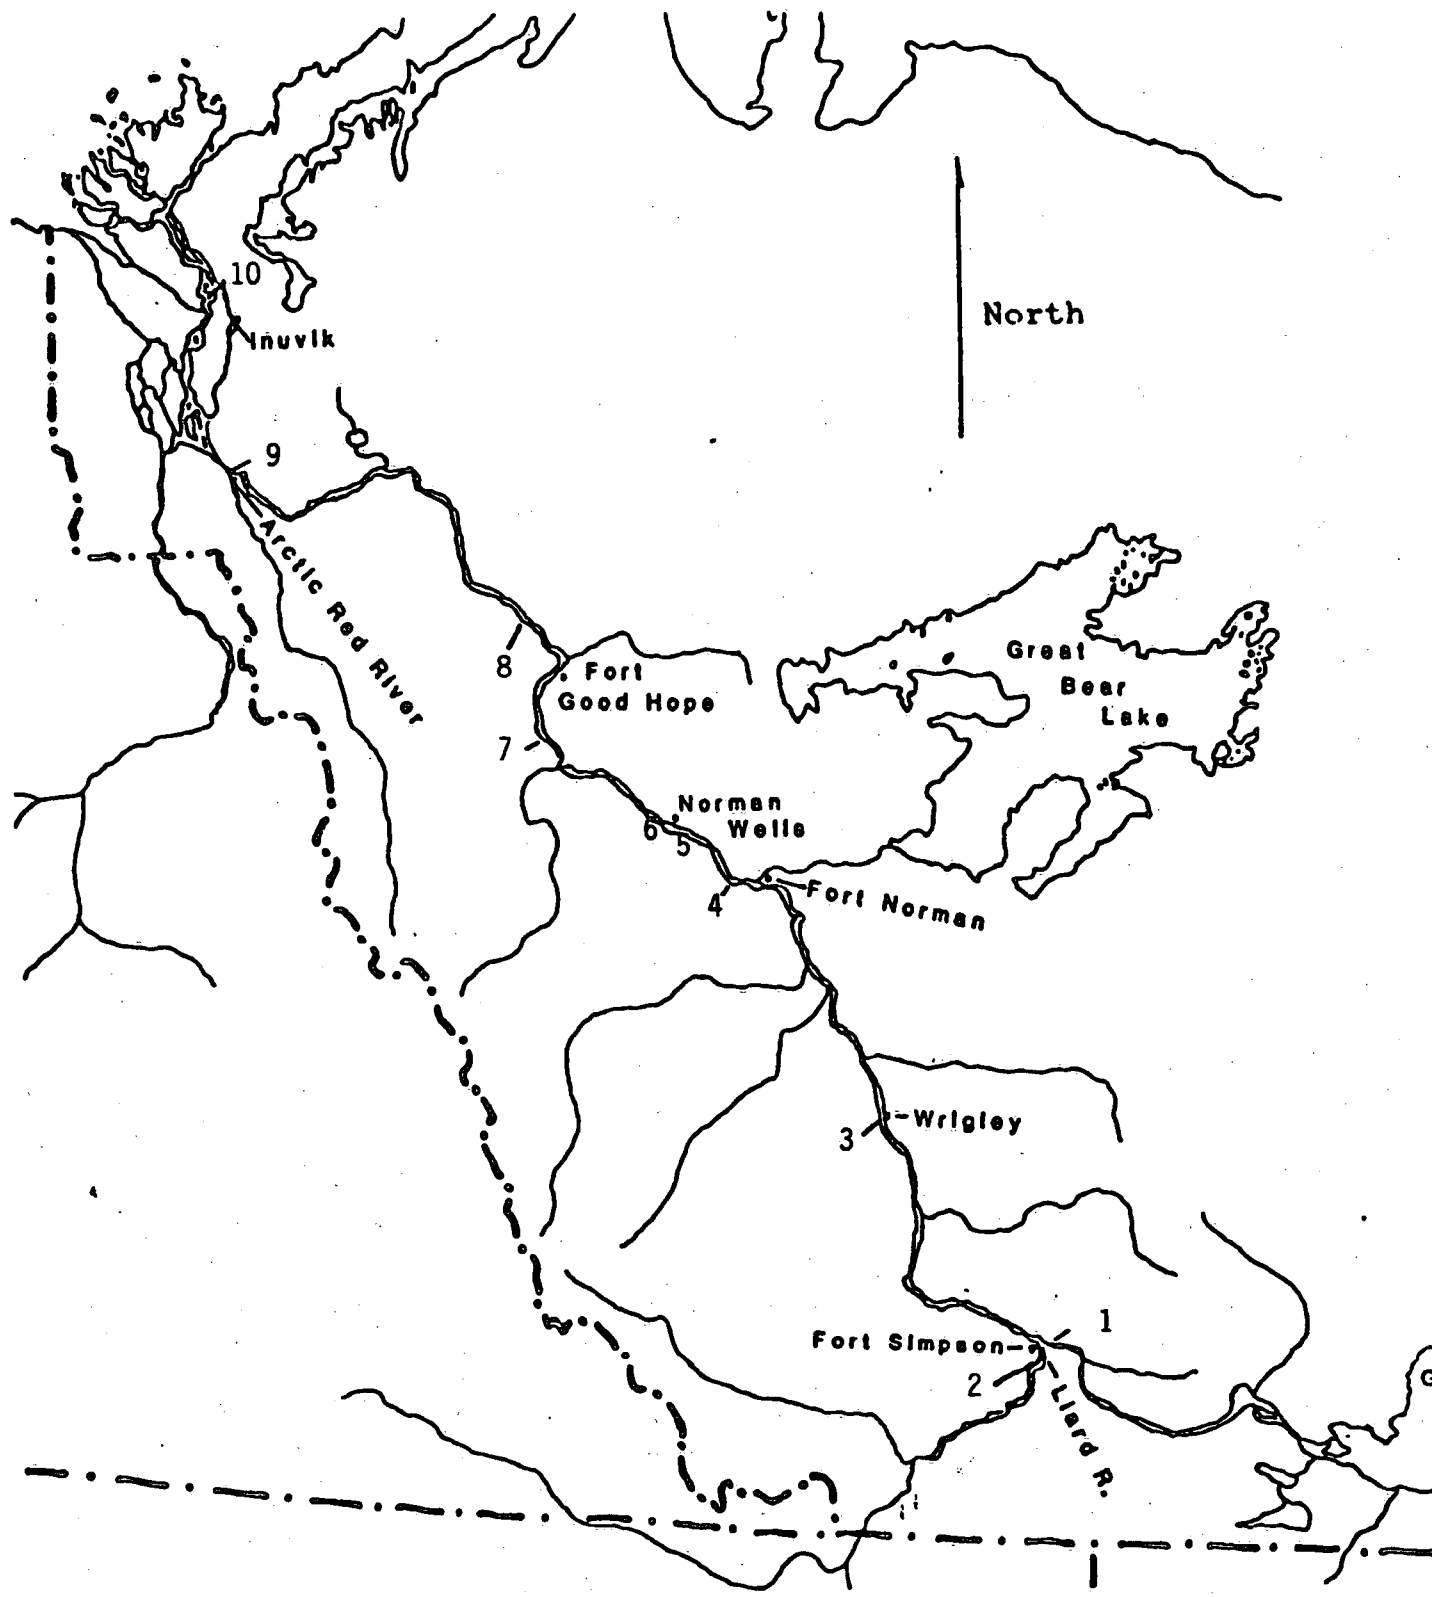 10
Inuvik
North
9
Arctic Red River
8
Fort
Good Hope
Great
Bear
Lake
7
Norman
Wells
6
5
4
Fort Norman
3
Wrigley
1
Fort Simpson
2
Liard R.
G